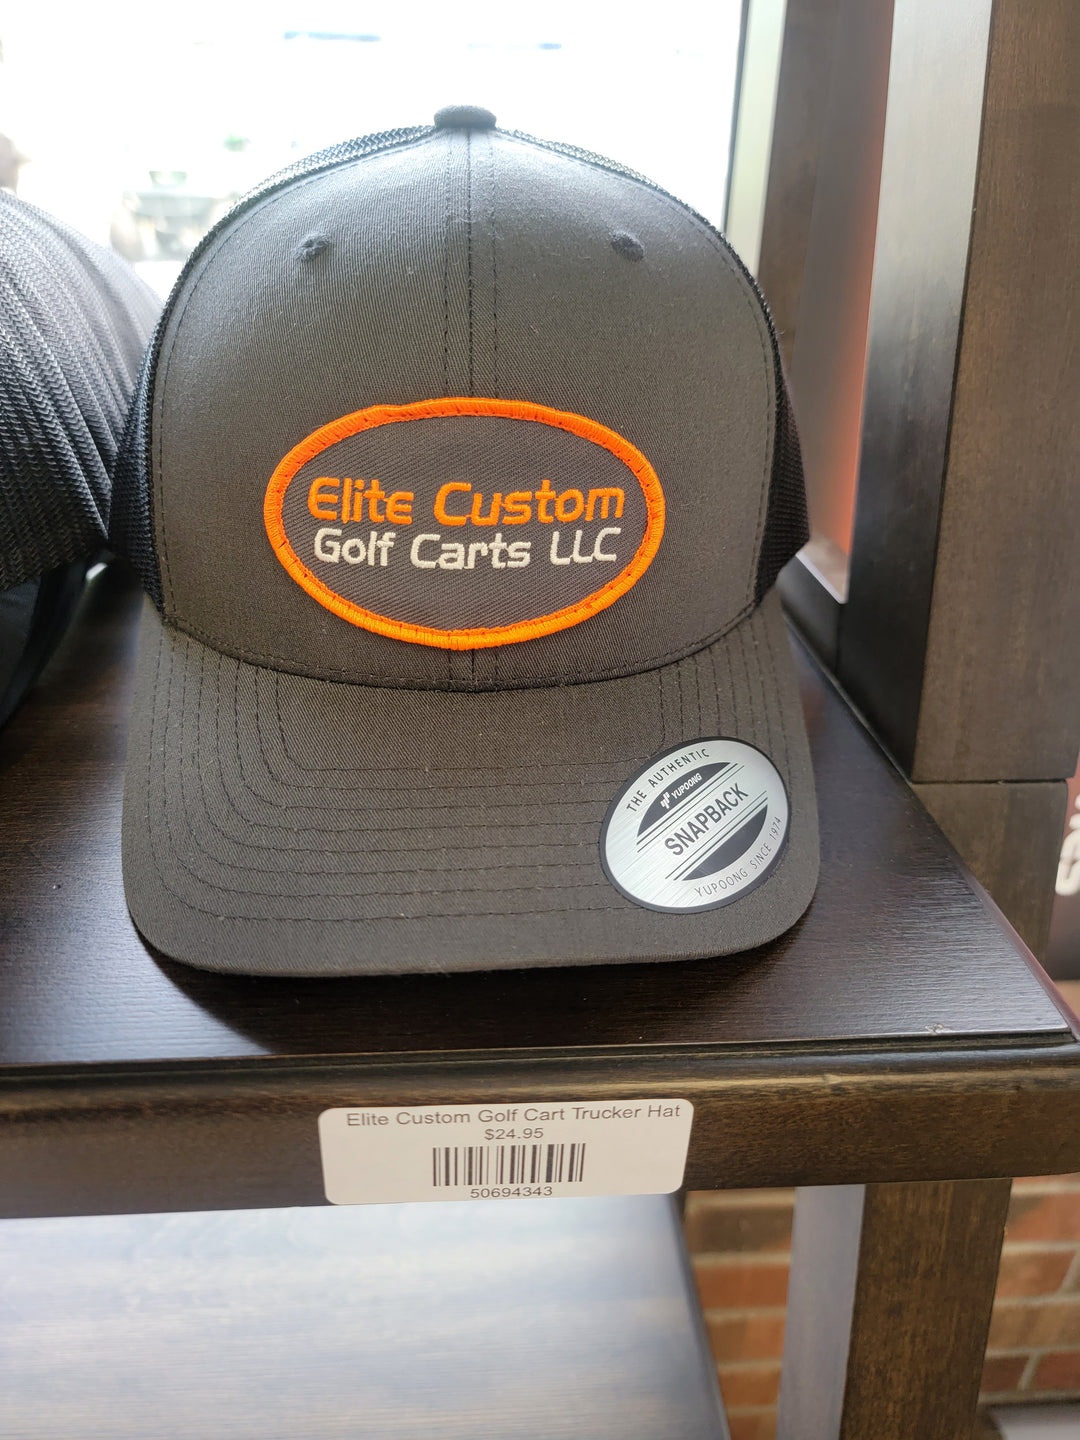 Elite Custom
Golf Carts LLC
THE AUTHENTIC
YUPOONG
SNAPBACK
YUPOONG SINCE 1974
Elite Custom Golf Cart Trucker Hat
$24.95
50694343